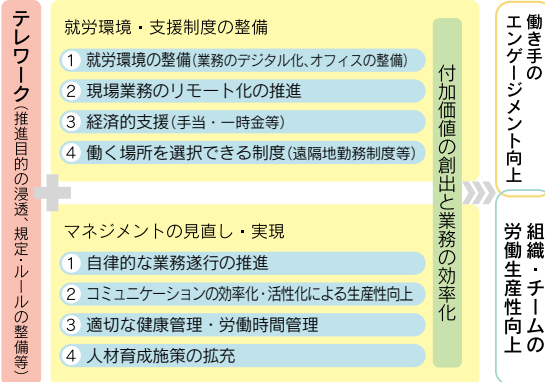 テレワーク（推進目的の浸透、規定・ルールの整備等）
就労環境・支援制度の整備
1 就労環境の整備（業務のデジタル化、オフィスの整備）
2 現場業務のリモート化の推進
3 経済的支援（手当・一時金等）
4 働く場所を選択できる制度（遠隔地勤務制度等）
マネジメントの見直し・実現
1 自律的な業務遂行の推進
2 コミュニケーションの効率化・活性化による生産性向上
3 適切な健康管理・労働時間管理
4 人材育成施策の拡充
付加価値の創出と業務の効率化
働き手の
エンゲージメント向上
組織・チームの
労働生産性向上